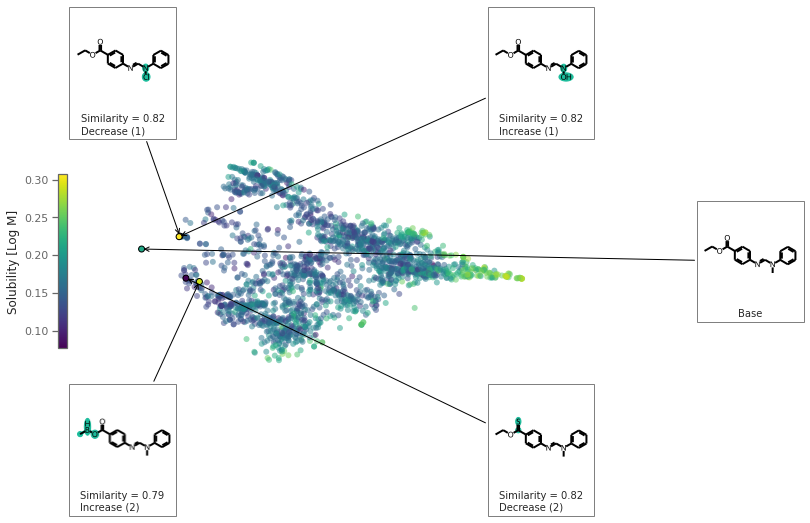 Similarity = 0.82
Decrease (1)
Similarity = 0.82
Increase (1)
Solubility [Log M]
0.30
0.25
0.20
0.15
0.10
Base
Similarity = 0.79
Increase (2)
Similarity = 0.82
Decrease (2)